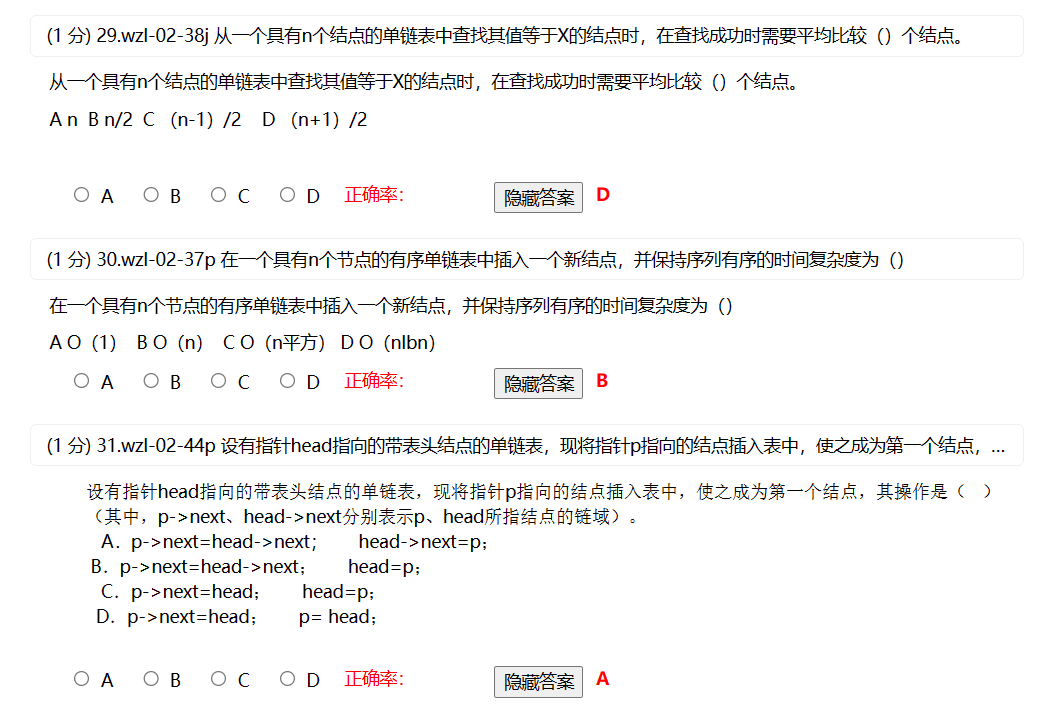 (1 分) 29.wzl-02-38j 从一个具有n个结点的单链表中查找其值等于X的结点时，在查找成功时需要平均比较（）个结点。
从一个具有n个结点的单链表中查找其值等于X的结点时，在查找成功时需要平均比较（）个结点。
A n  B n/2  C （n-1）/2    D （n+1）/2
A B C D 正确率: 隐藏答案 D
(1 分) 30.wzl-02-37p 在一个具有n个节点的有序单链表中插入一个新结点，并保持序列有序的时间复杂度为（）
在一个具有n个节点的有序单链表中插入一个新结点，并保持序列有序的时间复杂度为（）
A O（1）  B O（n）  C O（n平方）  D O（nlbn）
A B C D 正确率: 隐藏答案 B
(1 分) 31.wzl-02-44p 设有指针head指向的带表头结点的单链表，现将指针p指向的结点插入表中，使之成为第一个结点，...
设有指针head指向的带表头结点的单链表，现将指针p指向的结点插入表中，使之成为第一个结点，其操作是（　）
（其中，p->next、head->next分别表示p、head所指结点的链域）。
A．p->next=head->next；　　head->next=p；
B．p->next=head->next；　　head=p；
C．p->next=head；　　head=p；
D．p->next=head；　　p= head；
A B C D 正确率: 隐藏答案 A